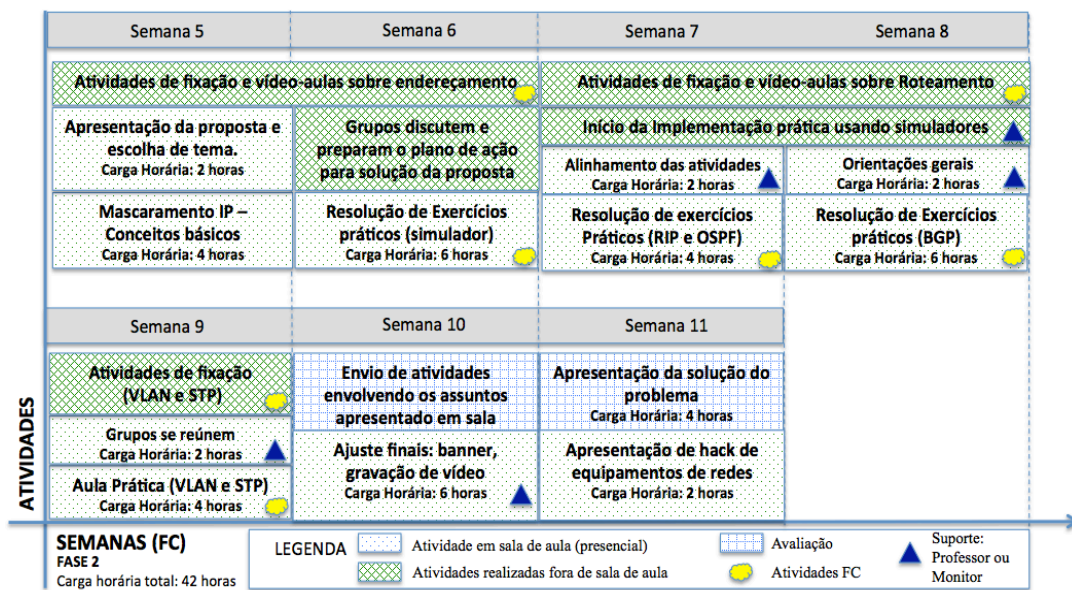 Semana 5
Semana 6
Semana 7
Semana 8
Atividades de fixação e vídeo-aulas sobre endereçamento
Atividades de fixação e vídeo-aulas sobre Roteamento
Apresentação da proposta e
escolha de tema.
Carga Horária: 2 horas
Grupos discutem e
preparam o plano de ação
para solução da proposta
Início da Implementação prática usando simuladores
Alinhamento das atividades
Carga Horária: 2 horas
Orientações gerais
Carga Horária: 2 horas
Mascaramento IP –
Conceitos básicos
Carga Horária: 4 horas
Resolução de Exercícios
práticos (simulador)
Carga Horária: 6 horas
Resolução de exercícios
Práticos (RIP e OSPF)
Carga Horária: 4 horas
Resolução de Exercícios
práticos (BGP)
Carga Horária: 6 horas
Semana 9
Semana 10
Semana 11
Atividades de fixação
(VLAN e STP)
Envio de atividades
envolvendo os assuntos
apresentado em sala
Apresentação da solução do
problema
Carga Horária: 4 horas
Grupos se reúnem
Carga Horária: 2 horas
Aula Prática (VLAN e STP)
Carga Horária: 4 horas
Ajuste finais: banner,
gravação de vídeo
Carga Horária: 6 horas
Apresentação de hack de
equipamentos de redes
Carga Horária: 2 horas
ATIVIDADES
SEMANAS (FC)
FASE 2
Carga horária total: 42 horas
LEGENDA
Atividade em sala de aula (presencial)
Atividades realizadas fora de sala de aula
Avaliação
Atividades FC
Suporte:
Professor ou
Monitor